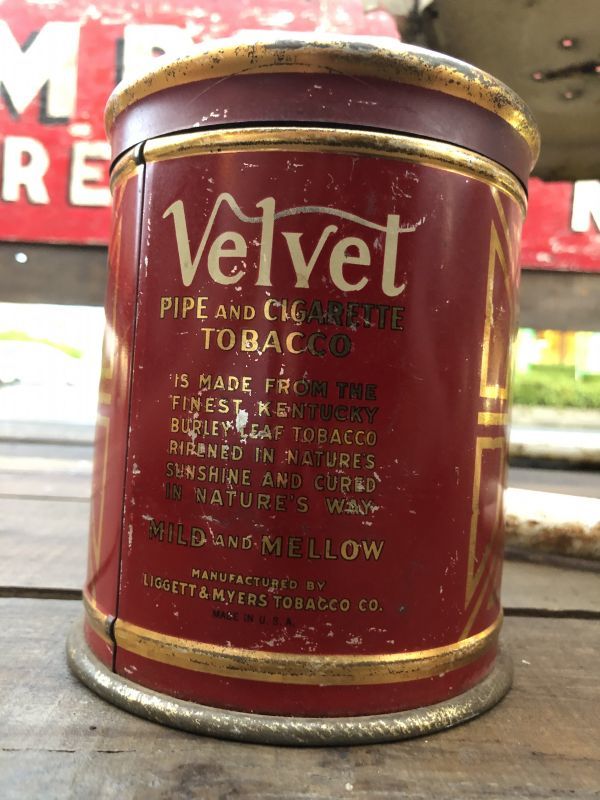 Velvet
PIPE AND CIGARETTE
TOBACCO
IS MADE FROM THE
FINEST KENTUCKY
BURLEY LEAF TOBACCO
RIPENED IN NATURE'S
SUNSHINE AND CURED
IN NATURE'S WAY
MILD AND MELLOW
MANUFACTURED BY
LIGGETT & MYERS TOBACCO CO.
MADE IN U.S.A.
RE